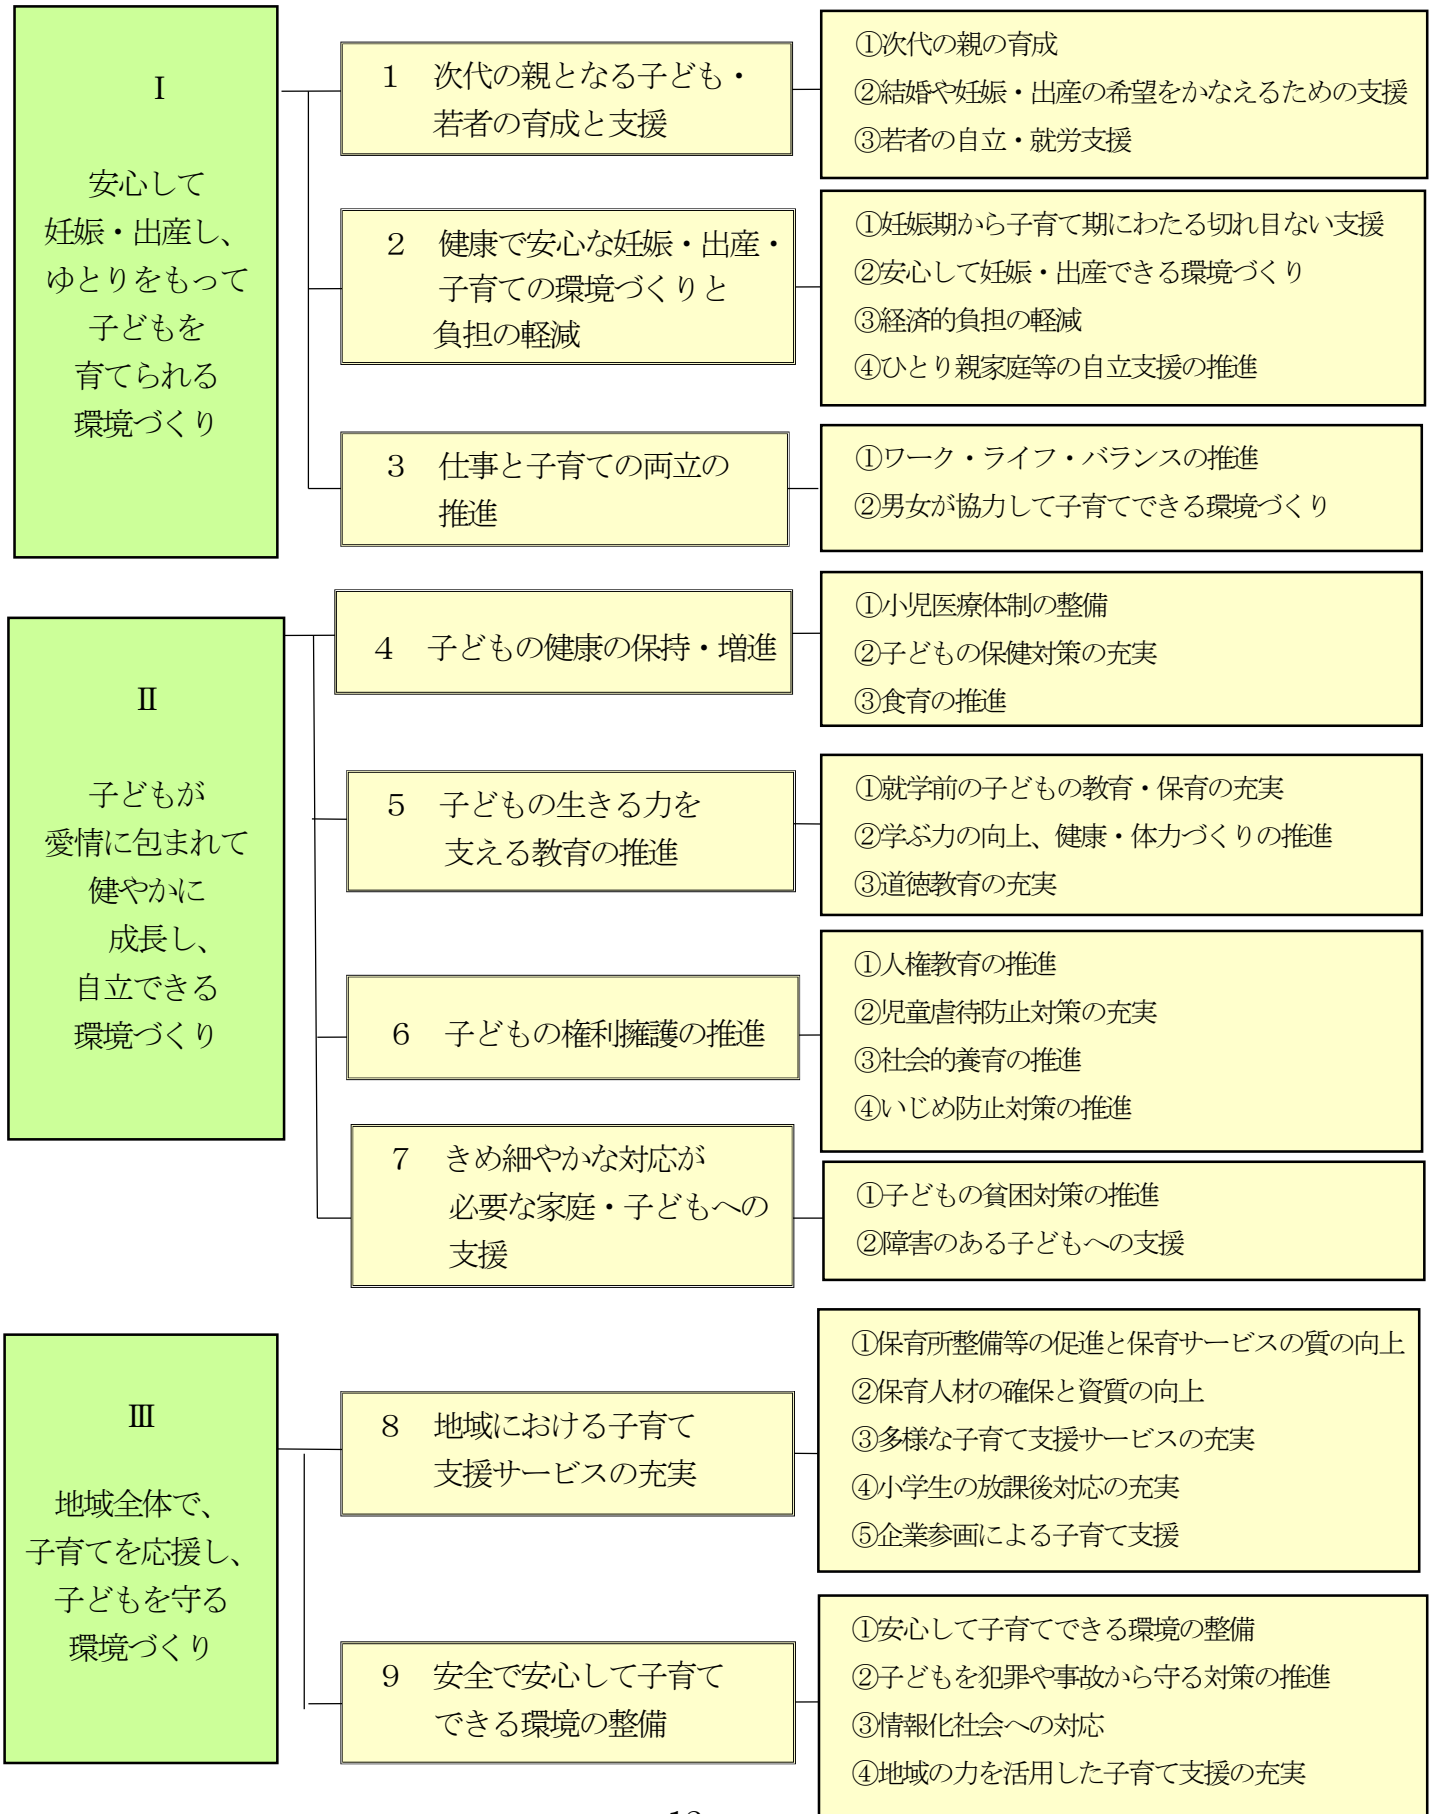 Ⅰ
安心して
妊娠・出産し、
ゆとりをもって
子どもを
育てられる
環境づくり
１　次代の親となる子ども・
若者の育成と支援
①次代の親の育成
②結婚や妊娠・出産の希望をかなえるための支援
③若者の自立・就労支援
２　健康で安心な妊娠・出産・
子育ての環境づくりと
負担の軽減
①妊娠期から子育て期にわたる切れ目ない支援
②安心して妊娠・出産できる環境づくり
③経済的負担の軽減
④ひとり親家庭等の自立支援の推進
３　仕事と子育ての両立の
推進
①ワーク・ライフ・バランスの推進
②男女が協力して子育てできる環境づくり
Ⅱ
子どもが
愛情に包まれて
健やかに
成長し、
自立できる
環境づくり
４　子どもの健康の保持・増進
①小児医療体制の整備
②子どもの保健対策の充実
③食育の推進
５　子どもの生きる力を
支える教育の推進
①就学前の子どもの教育・保育の充実
②学ぶ力の向上、健康・体力づくりの推進
③道徳教育の充実
６　子どもの権利擁護の推進
①人権教育の推進
②児童虐待防止対策の充実
③社会的養育の推進
④いじめ防止対策の推進
７　きめ細やかな対応が
必要な家庭・子どもへの
支援
①子どもの貧困対策の推進
②障害のある子どもへの支援
Ⅲ
地域全体で、
子育てを応援し、
子どもを守る
環境づくり
８　地域における子育て
支援サービスの充実
①保育所整備等の促進と保育サービスの質の向上
②保育人材の確保と資質の向上
③多様な子育て支援サービスの充実
④小学生の放課後対応の充実
⑤企業参画による子育て支援
９　安全で安心して子育て
できる環境の整備
①安心して子育てできる環境の整備
②子どもを犯罪や事故から守る対策の推進
③情報化社会への対応
④地域の力を活用した子育て支援の充実